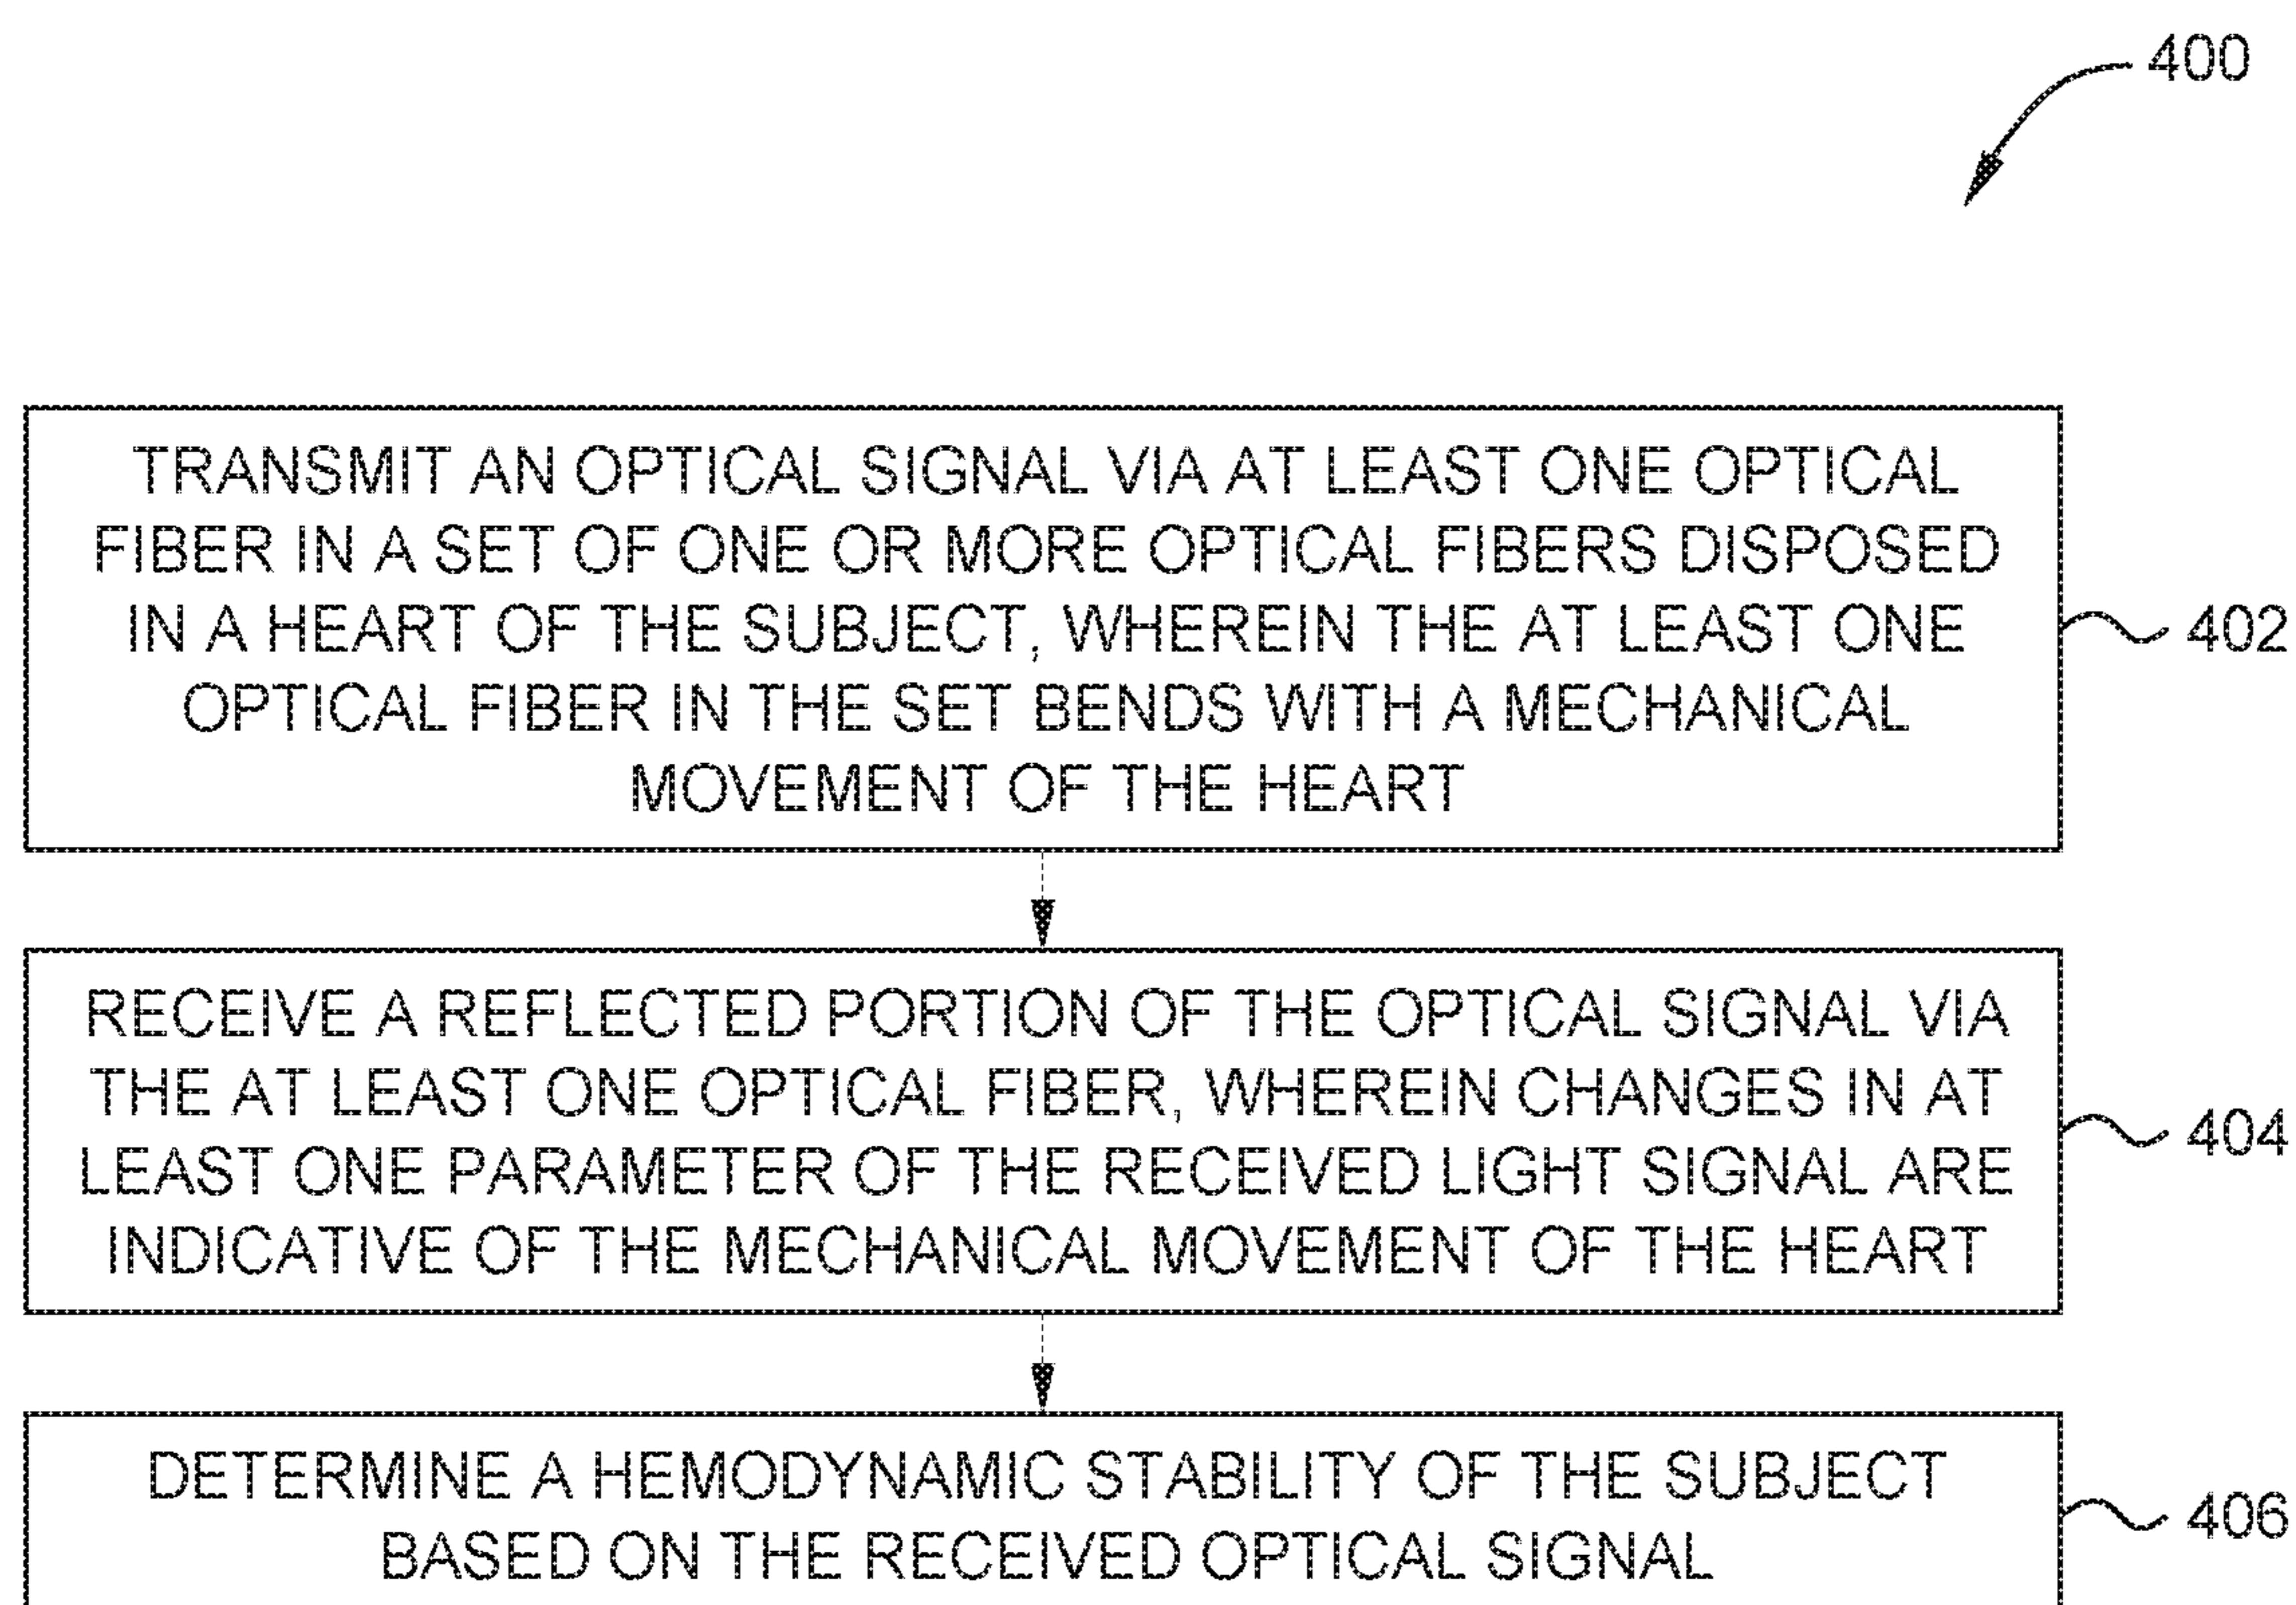 400
TRANSMIT AN OPTICAL SIGNAL VIA AT LEAST ONE OPTICAL
FIBER IN A SET OF ONE OR MORE OPTICAL FIBERS DISPOSED
IN A HEART OF THE SUBJECT, WHEREIN THE AT LEAST ONE
OPTICAL FIBER IN THE SET BENDS WITH A MECHANICAL
MOVEMENT OF THE HEART
402
RECEIVE A REFLECTED PORTION OF THE OPTICAL SIGNAL VIA
THE AT LEAST ONE OPTICAL FIBER, WHEREIN CHANGES IN AT
LEAST ONE PARAMETER OF THE RECEIVED LIGHT SIGNAL ARE
INDICATIVE OF THE MECHANICAL MOVEMENT OF THE HEART
404
DETERMINE A HEMODYNAMIC STABILITY OF THE SUBJECT
BASED ON THE RECEIVED OPTICAL SIGNAL
406